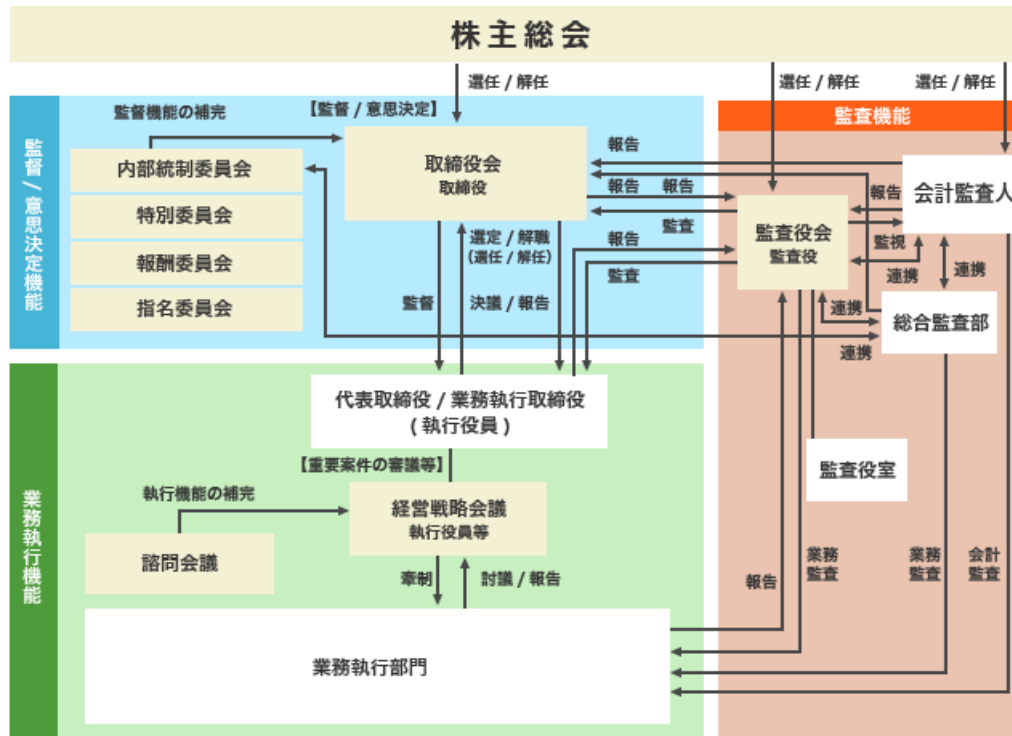 株主総会
選任 / 解任
選任 / 解任
選任 / 解任
監督 / 意思決定機能
監督機能の補完
【監督 / 意思決定】
監査機能
内部統制委員会
特別委員会
報酬委員会
指名委員会
取締役会
取締役
報告
報告
報告
監査
報告
監査
報告
会計監査人
監査役会
監査役
監視
連携
連携
連携
総合監査部
連携
選定 / 解職
(選任 / 解任)
監督
決議 / 報告
代表取締役 / 業務執行取締役
( 執行役員 )
【重要案件の審議等】
業務執行機能
執行機能の補完
経営戦略会議
執行役員等
諮問会議
牽制
討議 / 報告
監査役室
報告
業務
監査
業務
監査
会計
監査
業務執行部門